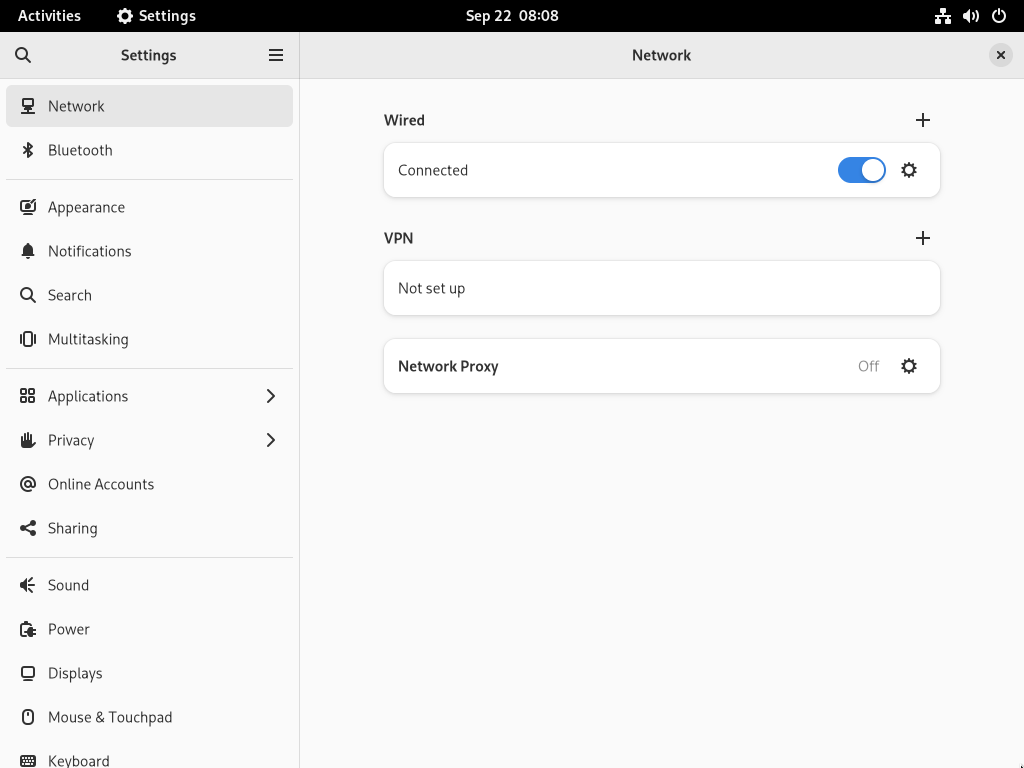 Activities
Settings
Sep 22 08:08
Settings
Network
Network
Bluetooth
Appearance
Notifications
Search
Multitasking
Applications
Privacy
Online Accounts
Sharing
Sound
Power
Displays
Mouse & Touchpad
Keyboard
Wired
Connected
VPN
Not set up
Network Proxy
Off